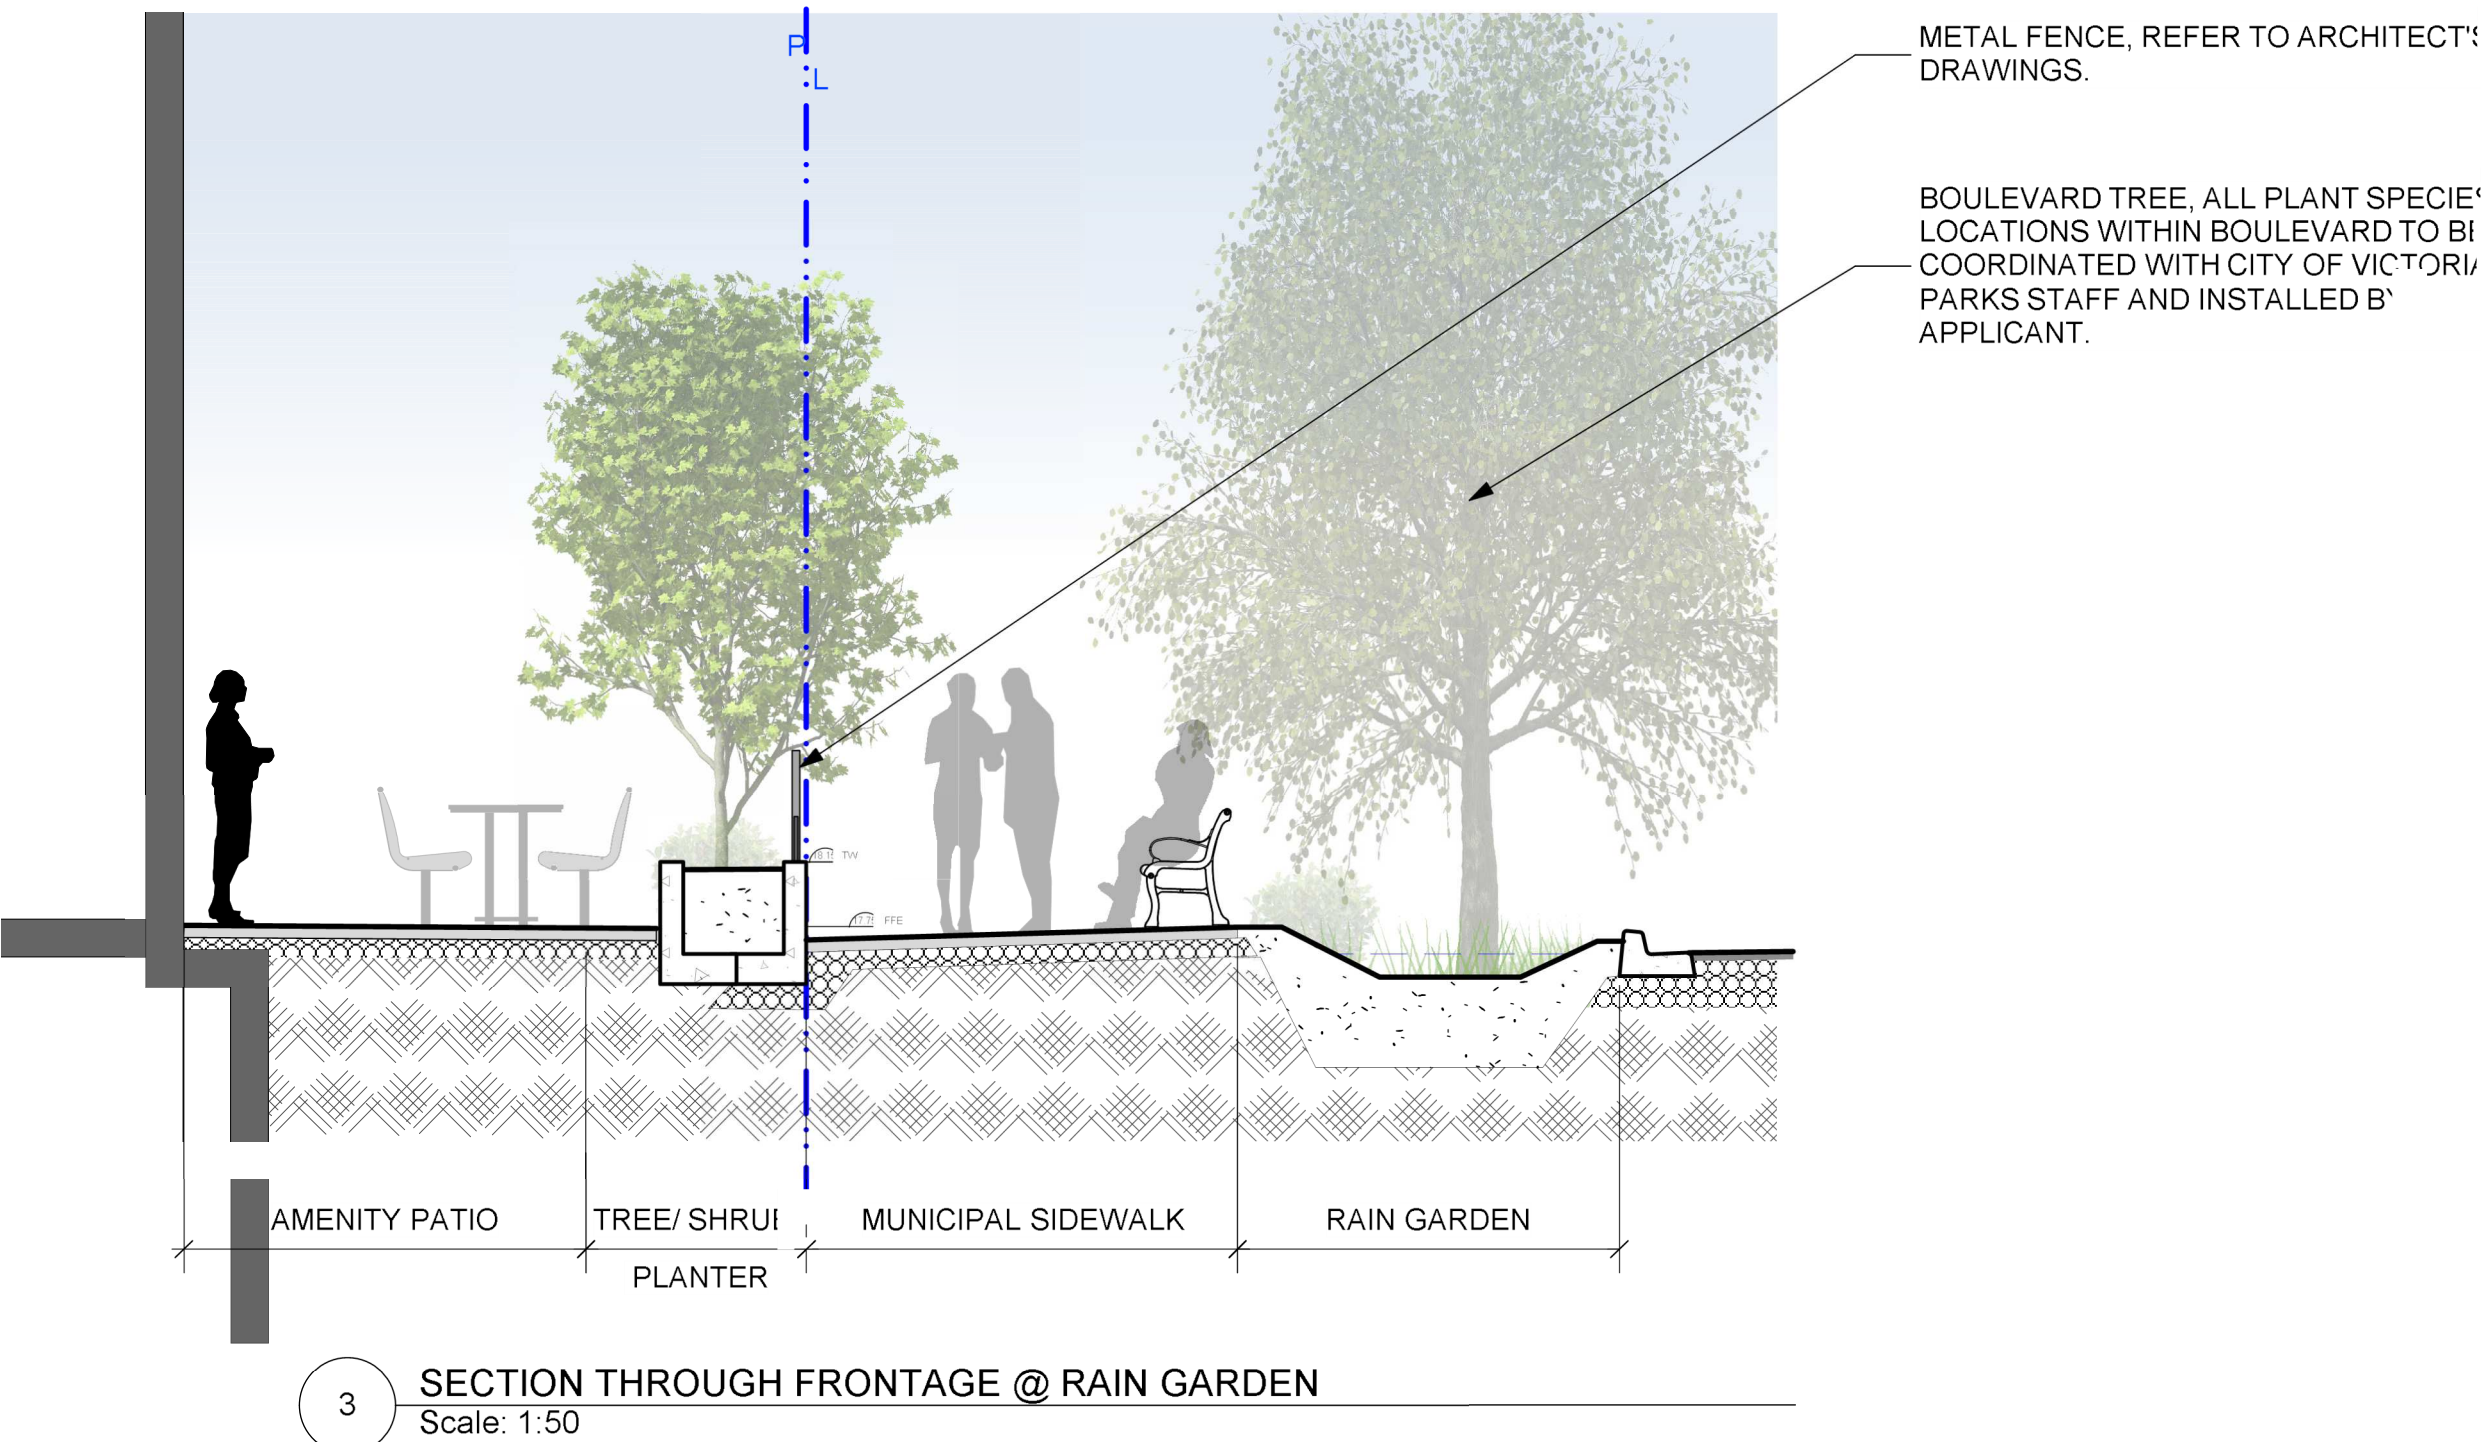 P
L
METAL FENCE, REFER TO ARCHITECT'S
DRAWINGS.
BOULEVARD TREE, ALL PLANT SPECIES
LOCATIONS WITHIN BOULEVARD TO BE
COORDINATED WITH CITY OF VICTORIA
PARKS STAFF AND INSTALLED BY
APPLICANT.
TW
FFE
AMENITY PATIO
TREE/ SHRUB
PLANTER
MUNICIPAL SIDEWALK
RAIN GARDEN
3
SECTION THROUGH FRONTAGE @ RAIN GARDEN
Scale: 1:50